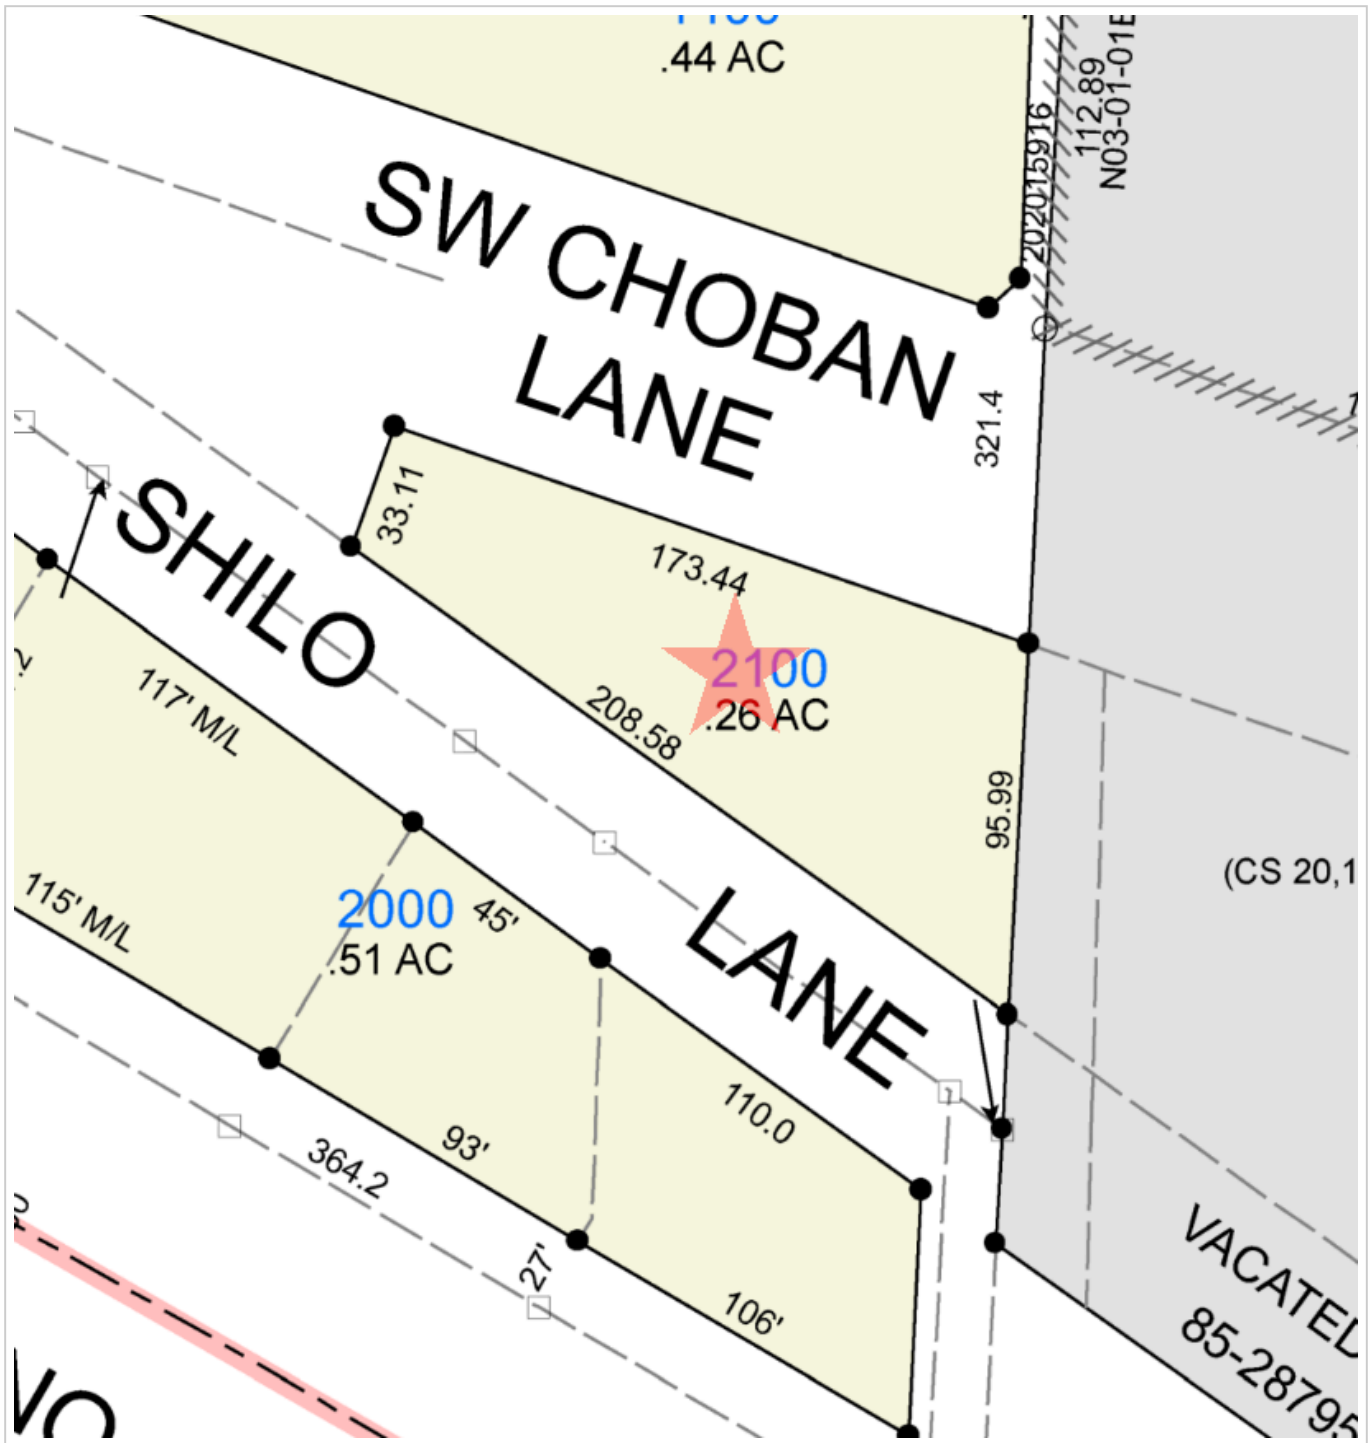 .44 AC
112.89
N03-01-01E
202015916
SW CHOBAN
LANE
321.4
33.11
SHILO
173.44
2100
.26 AC
208.58
117' M/L
95.99
(CS 20,1
115' M/L
2000
.51 AC
45'
LANE
110.0
93'
364.2
27'
106'
VACATED
85-28795
NO